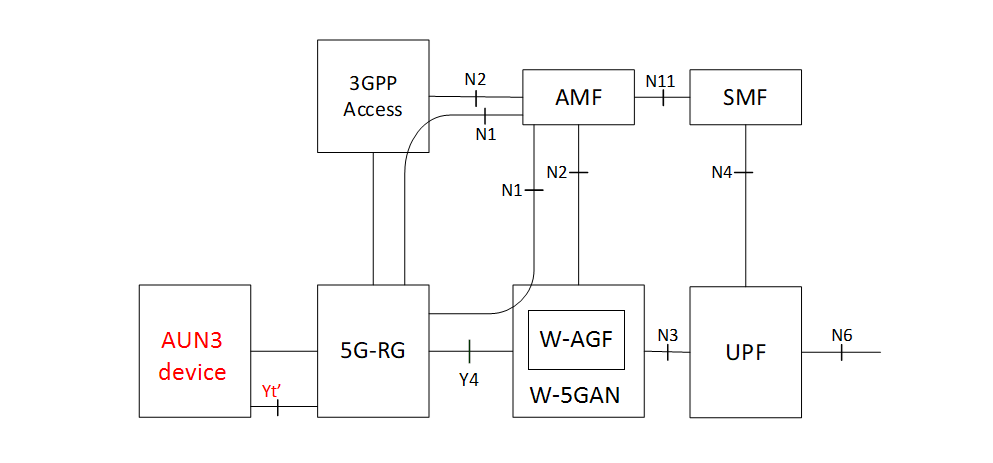 3GPP
Access
N2
N1
AMF
N11
SMF
N1
N2
N4
AUN3
device
Yt’
5G-RG
Y4
W-AGF
W-5GAN
N3
UPF
N6